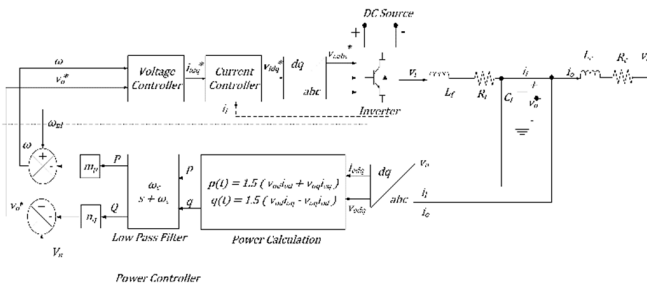 DC Source
+ -
ω
v_o*
Voltage
Controller
i_ldq*
Current
Controller
v_idq*
dq
abc
v_iabc*
Inverter
v_i
L_f
R_f
i_l
C_f
+
v_o
-
i_o
L_c
R_c
i_l
ω_nl
ω
+
-
m_p
P
ω_c
s + ω_c
p
p(t) = 1.5 ( v_od i_od + v_oq i_oq )
q(t) = 1.5 ( v_od i_oq - v_oq i_od )
i_odq
v_odq
dq
abc
v_o
i_l
i_o
v_o*
-
n_q
Q
q
V_n
Low Pass Filter
Power Calculation
Power Controller